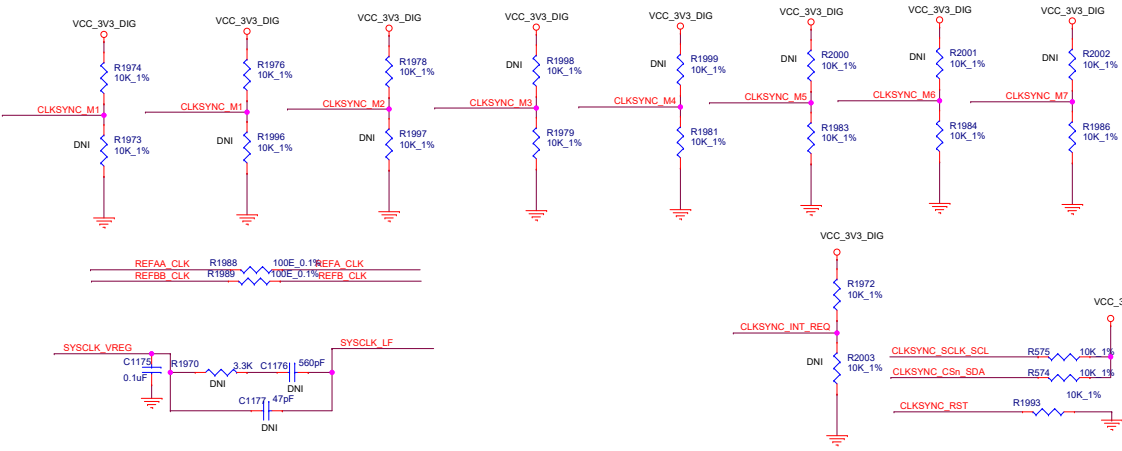 VCC_3V3_DIG
R1974
10K_1%
CLKSYNC_M1
DNI
R1973
10K_1%
VCC_3V3_DIG
R1976
10K_1%
CLKSYNC_M1
DNI
R1996
10K_1%
VCC_3V3_DIG
R1978
10K_1%
CLKSYNC_M2
DNI
R1997
10K_1%
VCC_3V3_DIG
DNI
R1998
10K_1%
CLKSYNC_M3
R1979
10K_1%
VCC_3V3_DIG
DNI
R1999
10K_1%
CLKSYNC_M4
R1981
10K_1%
VCC_3V3_DIG
DNI
R2000
10K_1%
CLKSYNC_M5
R1983
10K_1%
VCC_3V3_DIG
DNI
R2001
10K_1%
CLKSYNC_M6
R1984
10K_1%
VCC_3V3_DIG
DNI
R2002
10K_1%
CLKSYNC_M7
R1986
10K_1%
REFAA_CLK R1988 100E_0.1% REFA_CLK
REFBB_CLK R1989 100E_0.1% REFB_CLK
SYSCLK_VREG
SYSCLK_LF
C1175
0.1uF
R1970 3.3K
DNI
C1176 560pF
DNI
C1177 47pF
DNI
VCC_3V3_DIG
R1972
10K_1%
CLKSYNC_INT_REQ
DNI
R2003
10K_1%
VCC_3
CLKSYNC_SCLK_SCL R575 10K_1%
CLKSYNC_CSn_SDA R574 10K_1%
CLKSYNC_RST R1993 10K_1%